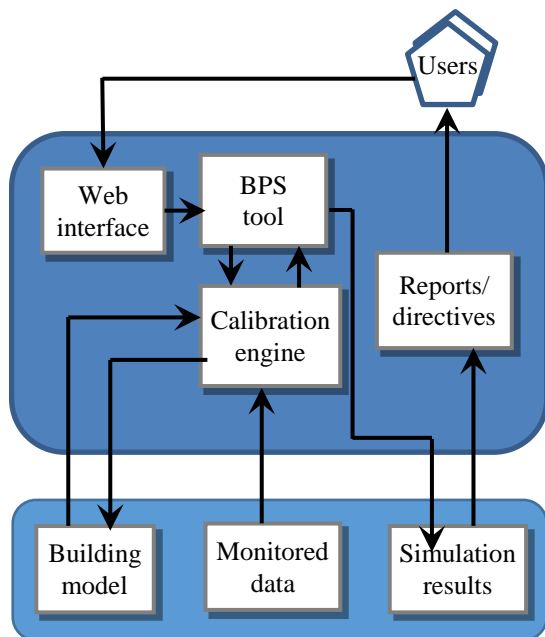 Users
Web
interface
BPS
tool
Reports/
directives
Calibration
engine
Building
model
Monitored
data
Simulation
results